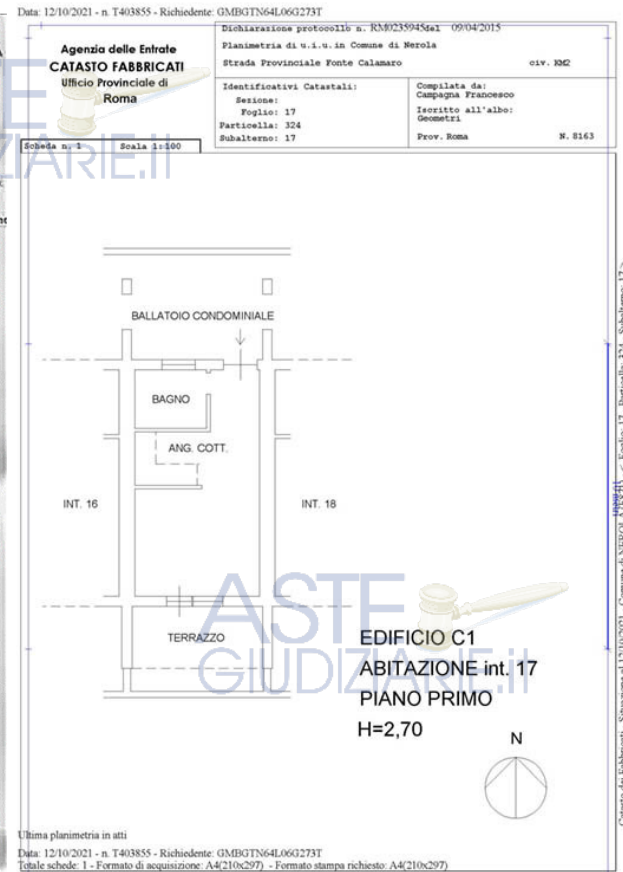 Data: 12/10/2021 - n. T403855 - Richiedente: GMBGTN64L06G273T
Agenzia delle Entrate
CATASTO FABBRICATI
Ufficio Provinciale di
Roma
Dichiarazione protocollo n. RM0235945del 09/04/2015
Planimetria di u.i.u. in Comune di Nerola
Strada Provinciale Fonte Calamaro civ. KM2
Identificativi Catastali:
Sezione:
Foglio: 17
Particella: 324
Subalterno: 17
Compilata da:
Campagna Francesco
Iscritto all'albo:
Geometri
Prov. Roma N. 8163
Scheda n. 1 Scala 1:100
BALLATOIO CONDOMINIALE
BAGNO
ANG. COTT.
INT. 16
INT. 18
TERRAZZO
ASTE
GIUDIZIARIE.it
EDIFICIO C1
ABITAZIONE int. 17
PIANO PRIMO
H=2,70
N
Ultima planimetria in atti
Data: 12/10/2021 - n. T403855 - Richiedente: GMBGTN64L06G273T
Totale schede: 1 - Formato di acquisizione: A4(210x297) - Formato stampa richiesto: A4(210x297)